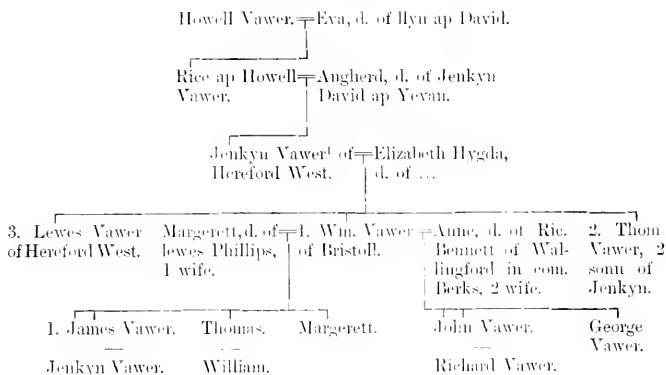 Howell Vawer. Eva, d. of llyn ap David.
Rice ap Howell Angherd, d. of Jenkyn
Vawer. David ap Yevan.
Jenkyn Vawer¹ of Elizabeth Hygda,
Hereford West. d. of ...
3. Lewes Vawer Margerett, d. of 1. Wm. Vawer Anne, d. of Ric. 2. Thom
of Hereford West. lewes Phillips, of Bristoll. Bennett of Wal- Vawer, 2
1 wife. lingford in com. sonn of
Berks, 2 wife. Jenkyn.
1. James Vawer. Thomas. Margerett. John Vawer. George
Vawer.
Jenkyn Vawer. William. Richard Vawer.